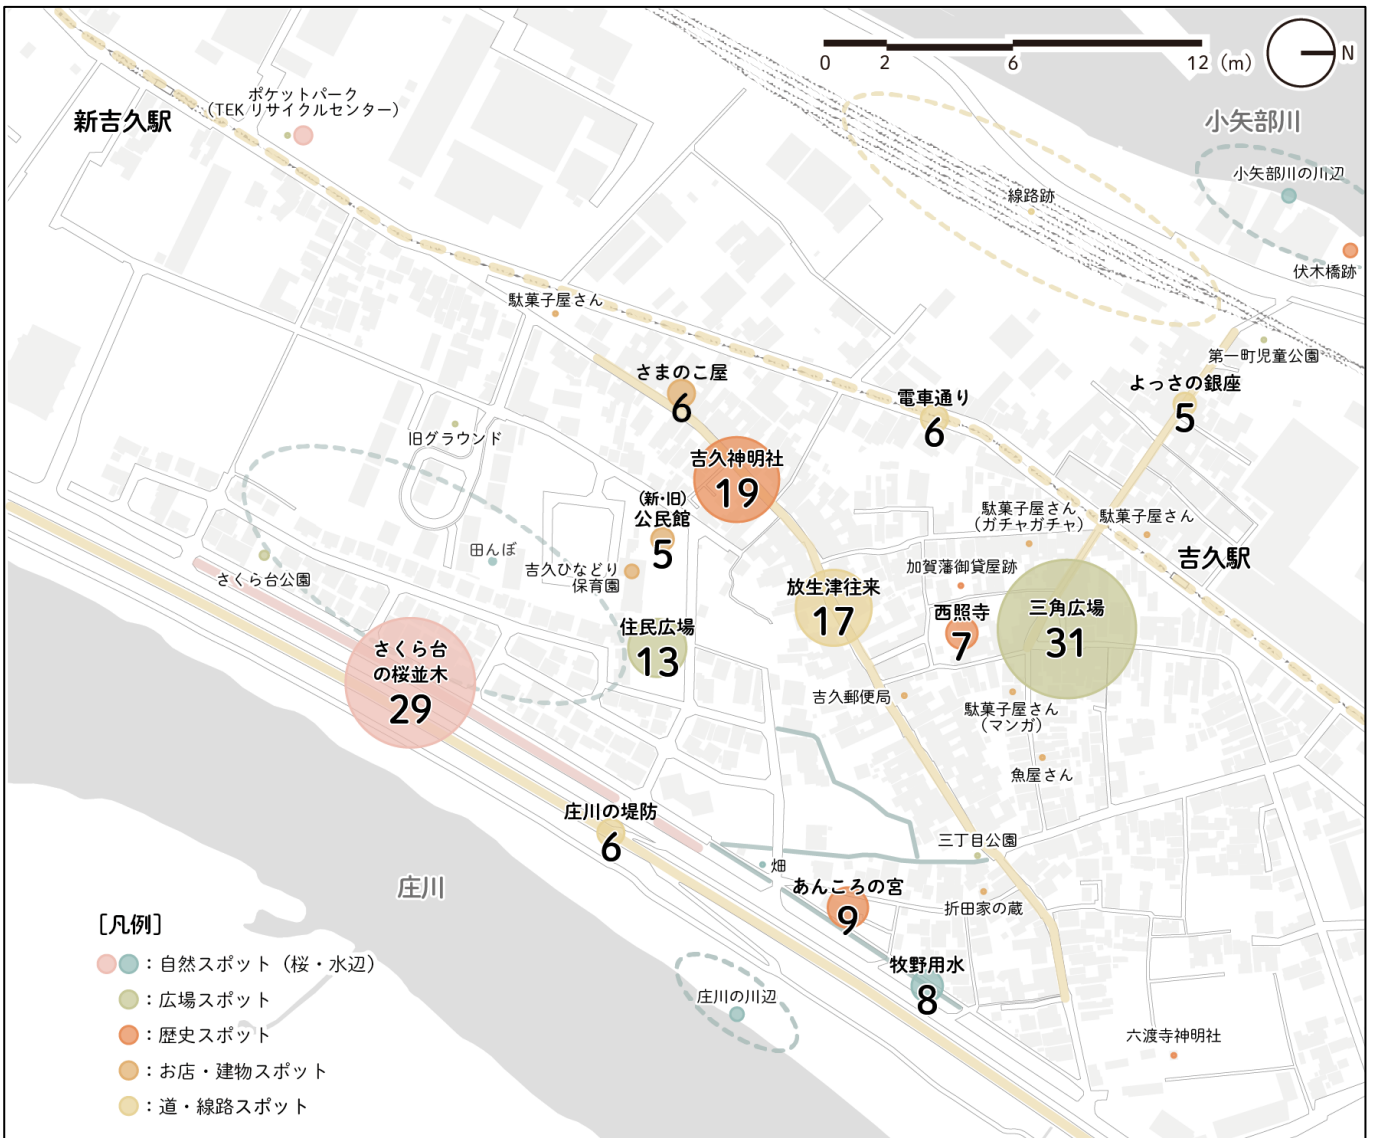 0 2 6 12 (m)
N
ポケットパーク
(TEKリサイクルセンター)
新吉久駅
小矢部川
小矢部川の川辺
線路跡
伏木橋跡
駄菓子屋さん
第一町児童公園
さまのこ屋
6
電車通り
6
よっさの銀座
5
旧グラウンド
吉久神明社
19
(新・旧)
公民館
5
駄菓子屋さん
(ガチャガチャ)
駄菓子屋さん
吉久駅
田んぼ
吉久ひなどり
保育園
さくら台公園
加賀藩御貸屋跡
放生津往来
17
西照寺
7
三角広場
31
住民広場
13
さくら台
の桜並木
29
吉久郵便局
駄菓子屋さん
(マンガ)
魚屋さん
庄川の堤防
6
三丁目公園
畑
あんころの宮
9
折田家の蔵
庄川
牧野用水
8
庄川の川辺
六渡寺神明社
[凡例]
:自然スポット(桜・水辺)
:広場スポット
:歴史スポット
:お店・建物スポット
:道・線路スポット